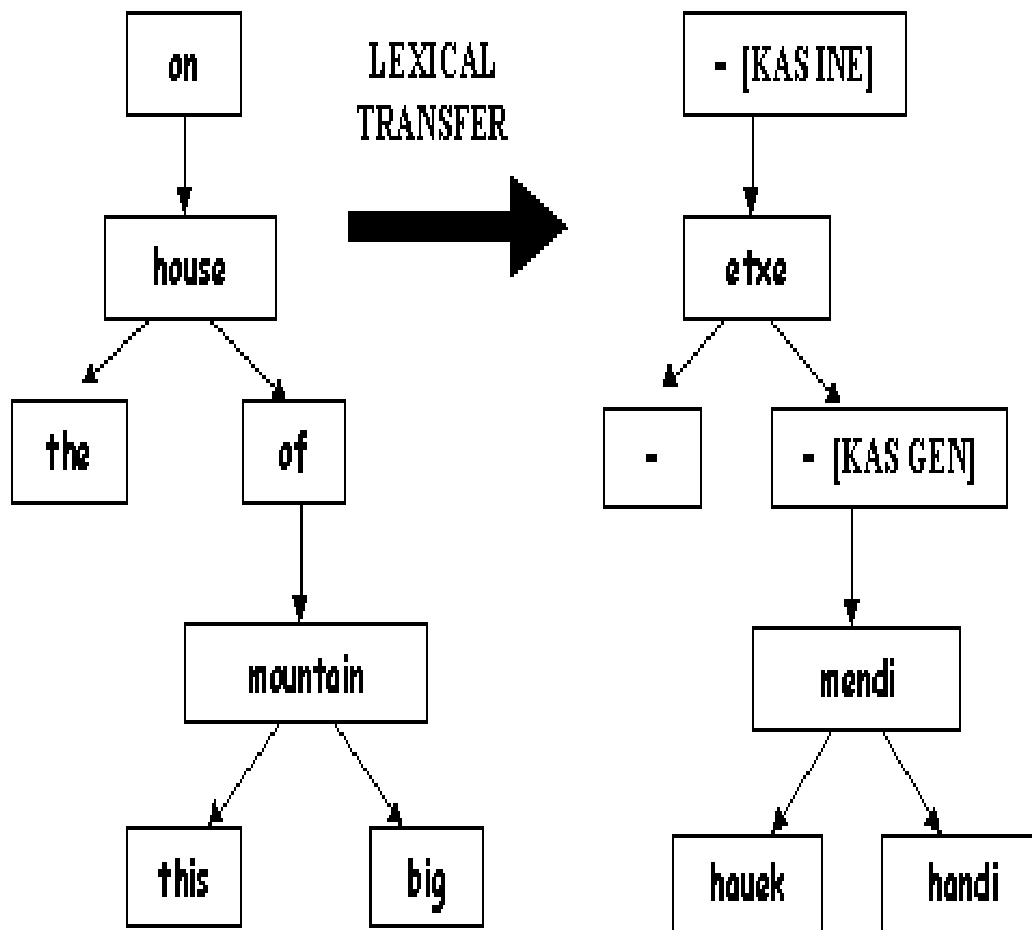 on
LEXICAL
TRANSFER
- [KAS INE]
house
etxe
the
of
-
- [KAS GEN]
mountain
mendi
this
big
hauek
handi